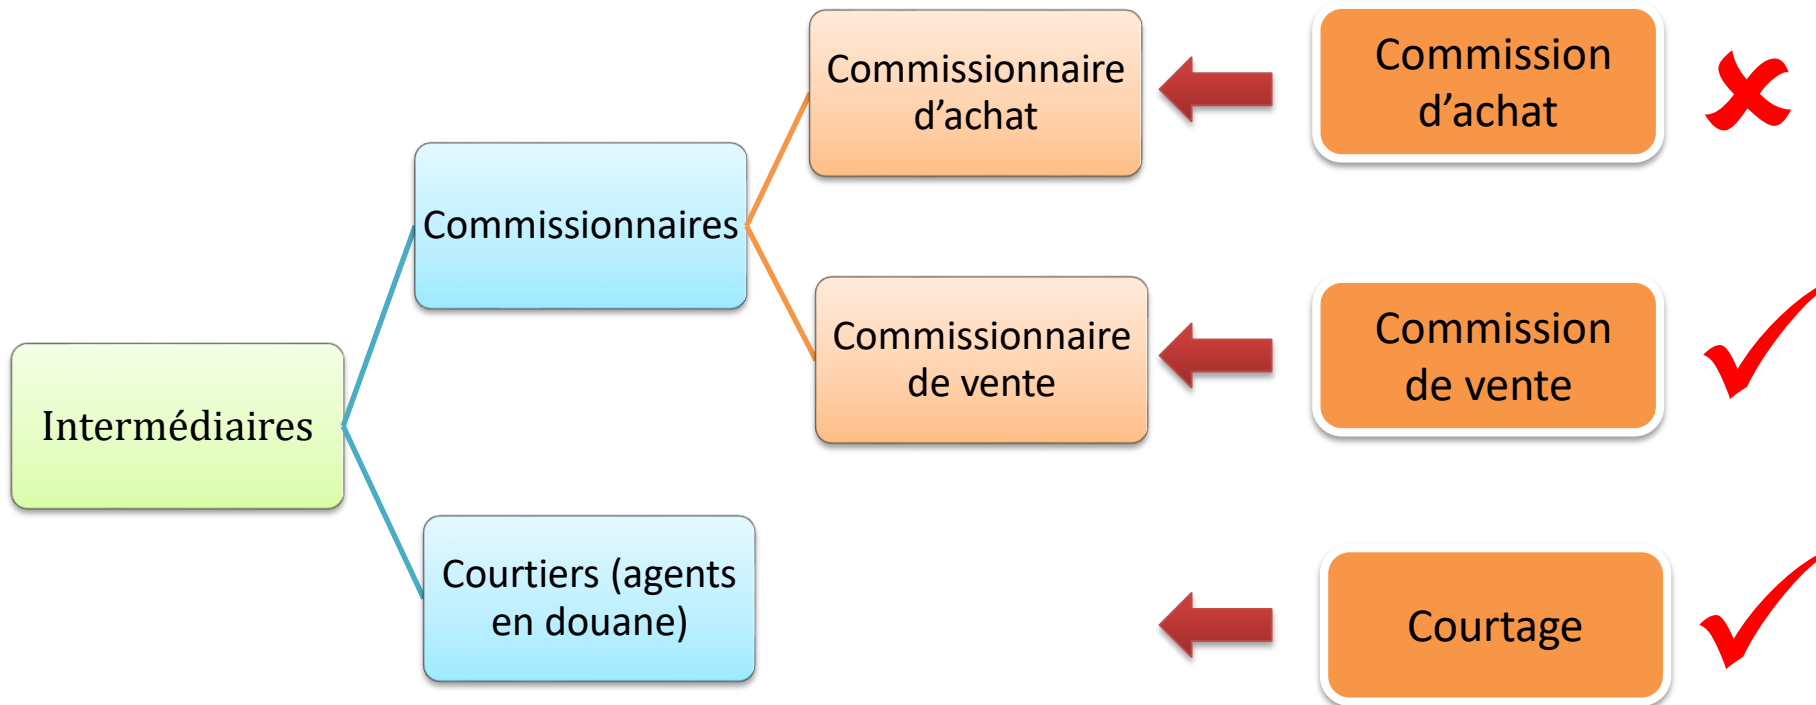 Commissionnaire
d’achat
Commission
d’achat
Commissionnaires
Commissionnaire
de vente
Commission
de vente
Intermédiaires
Courtiers (agents
en douane)
Courtage